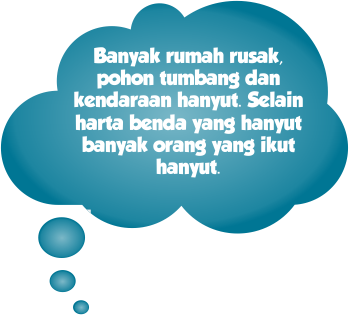 Banyak rumah rusak,
pohon tumbang dan
kendaraan hanyut. Selain
harta benda yang hanyut
banyak orang yang ikut
hanyut.